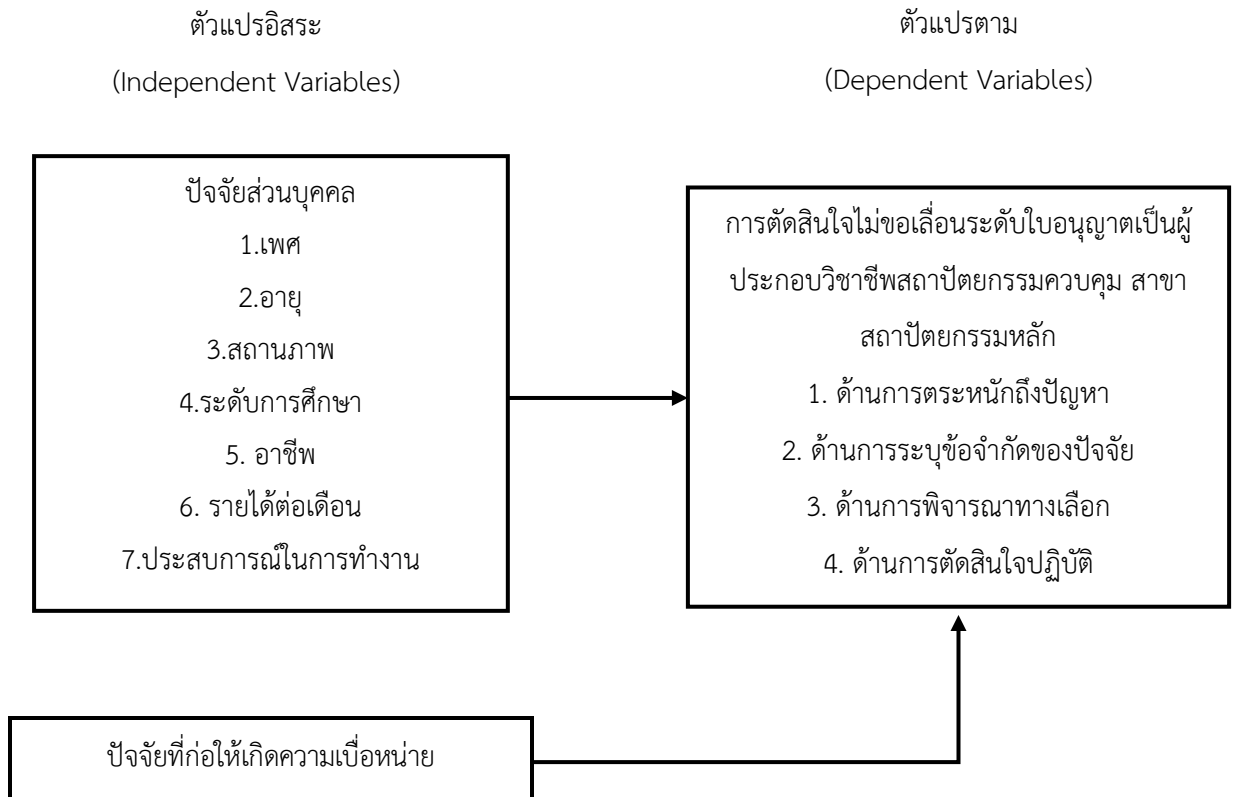 ตัวแปรอิสระ
(Independent Variables)
ตัวแปรตาม
(Dependent Variables)
ปัจจัยส่วนบุคคล
1.เพศ
2.อายุ
3.สถานภาพ
4.ระดับการศึกษา
5. อาชีพ
6. รายได้ต่อเดือน
7.ประสบการณ์ในการทำงาน
การตัดสินใจไม่ขอเลื่อนระดับใบอนุญาตเป็นผู้
ประกอบวิชาชีพสถาปัตยกรรมควบคุม สาขา
สถาปัตยกรรมหลัก
1. ด้านการตระหนักถึงปัญหา
2. ด้านการระบุข้อจำกัดของปัจจัย
3. ด้านการพิจารณาทางเลือก
4. ด้านการตัดสินใจปฏิบัติ
ปัจจัยที่ก่อให้เกิดความเบื่อหน่าย